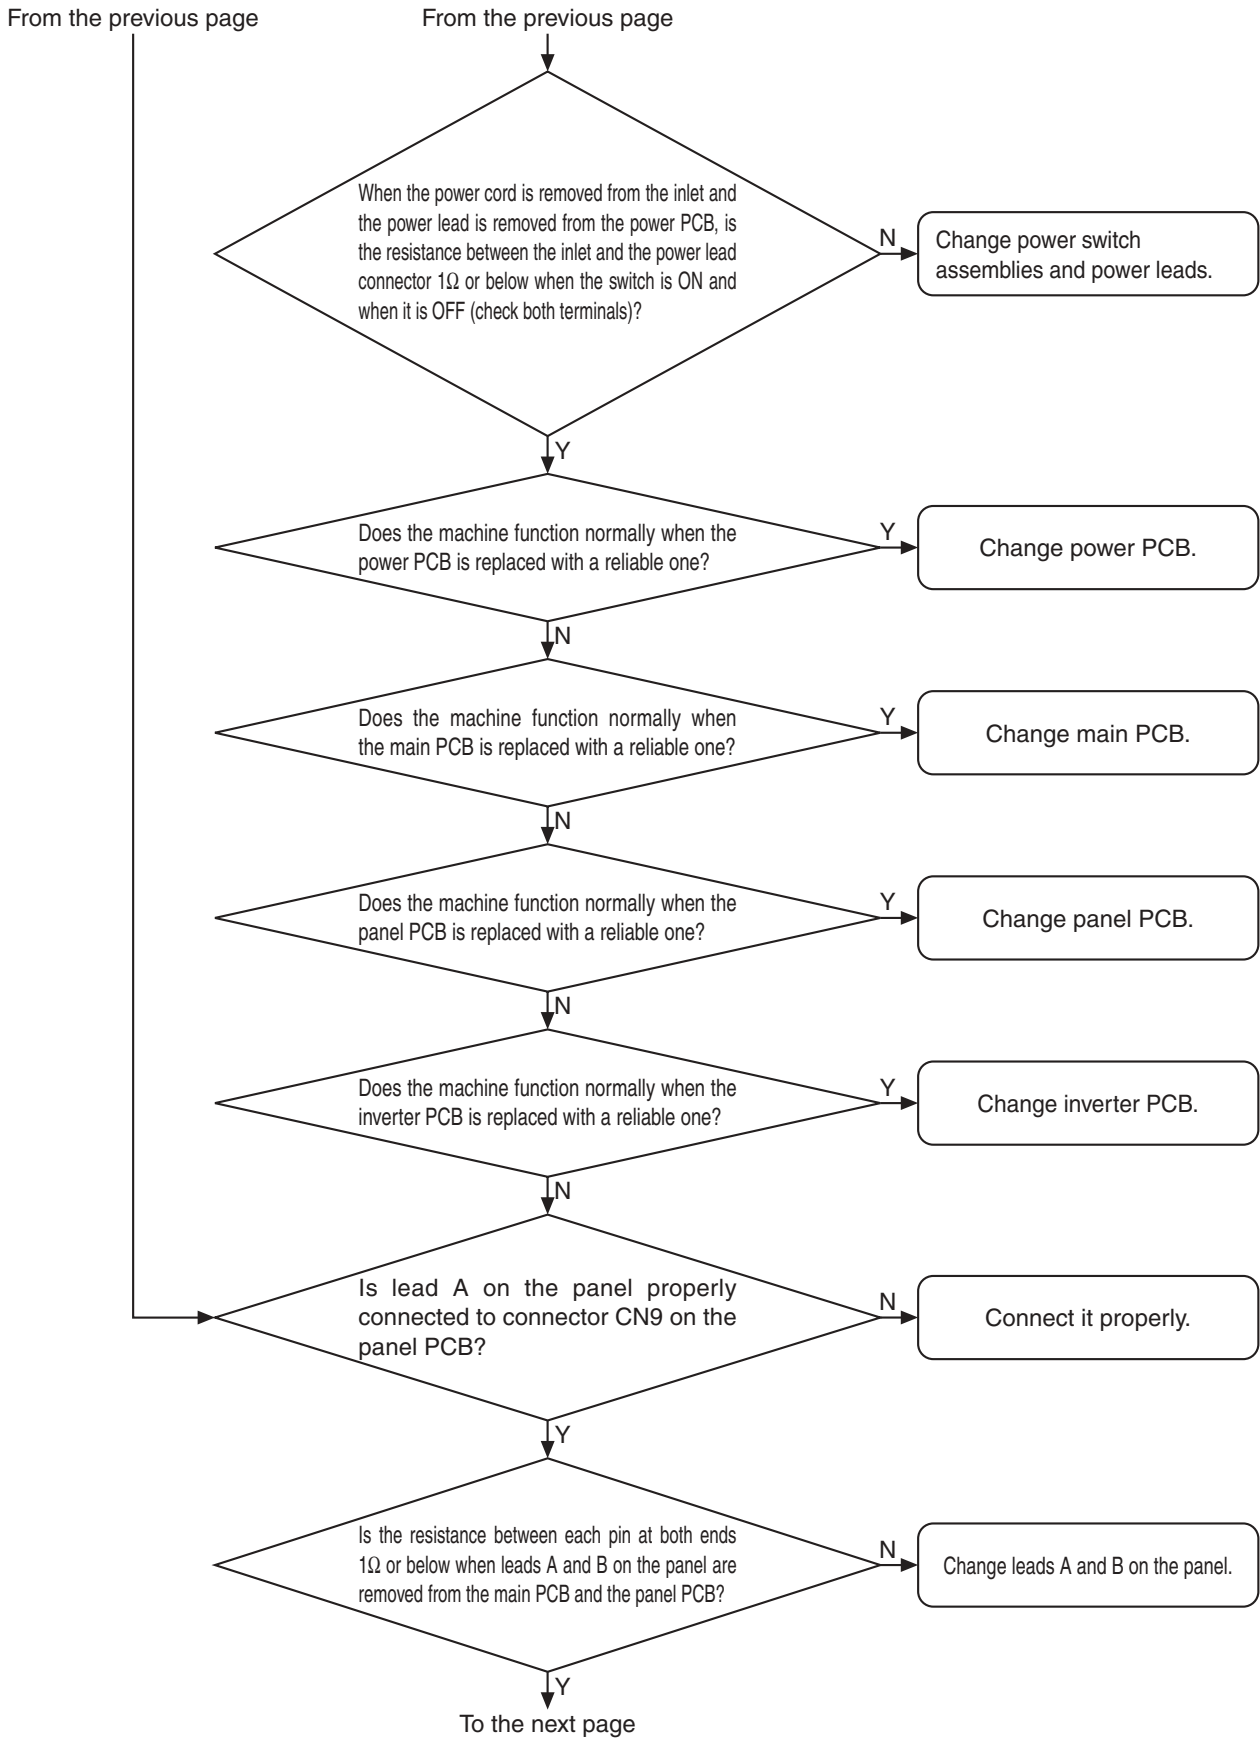 From the previous page
From the previous page
When the power cord is removed from the inlet and
the power lead is removed from the power PCB, is
the resistance between the inlet and the power lead
connector 1Ω or below when the switch is ON and
when it is OFF (check both terminals)?
N
Change power switch
assemblies and power leads.
Y
Does the machine function normally when the
power PCB is replaced with a reliable one?
Y
Change power PCB.
N
Does the machine function normally when
the main PCB is replaced with a reliable one?
Y
Change main PCB.
N
Does the machine function normally when the
panel PCB is replaced with a reliable one?
Y
Change panel PCB.
N
Does the machine function normally when the
inverter PCB is replaced with a reliable one?
Y
Change inverter PCB.
N
Is lead A on the panel properly
connected to connector CN9 on the
panel PCB?
N
Connect it properly.
Y
Is the resistance between each pin at both ends
1Ω or below when leads A and B on the panel are
removed from the main PCB and the panel PCB?
N
Change leads A and B on the panel.
Y
To the next page